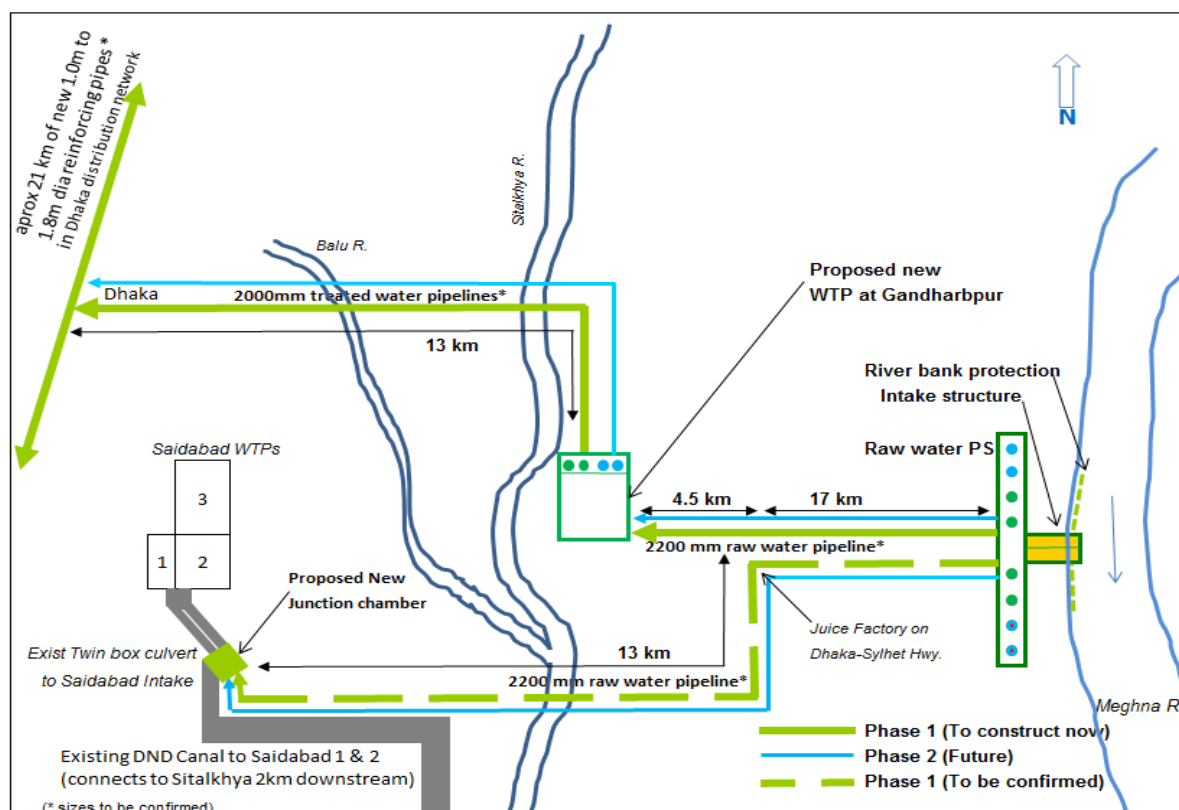 aprox 21 km of new 1.0m to
1.8m dia reinforcing pipes *
in Dhaka distribution network
N
Sitalkhya R.
Balu R.
Dhaka
2000mm treated water pipelines*
13 km
Proposed new
WTP at Gandharbpur
River bank protection
Intake structure
Raw water PS
Saidabad WTPs
3
1
2
4.5 km
17 km
2200 mm raw water pipeline*
Proposed New
Junction chamber
Exist Twin box culvert
to Saidabad Intake
13 km
2200 mm raw water pipeline*
Juice Factory on
Dhaka-Sylhet Hwy.
Meghna R
Phase 1 (To construct now)
Phase 2 (Future)
Phase 1 (To be confirmed)
Existing DND Canal to Saidabad 1 & 2
(connects to Sitalkhya 2km downstream)
(* sizes to be confirmed)